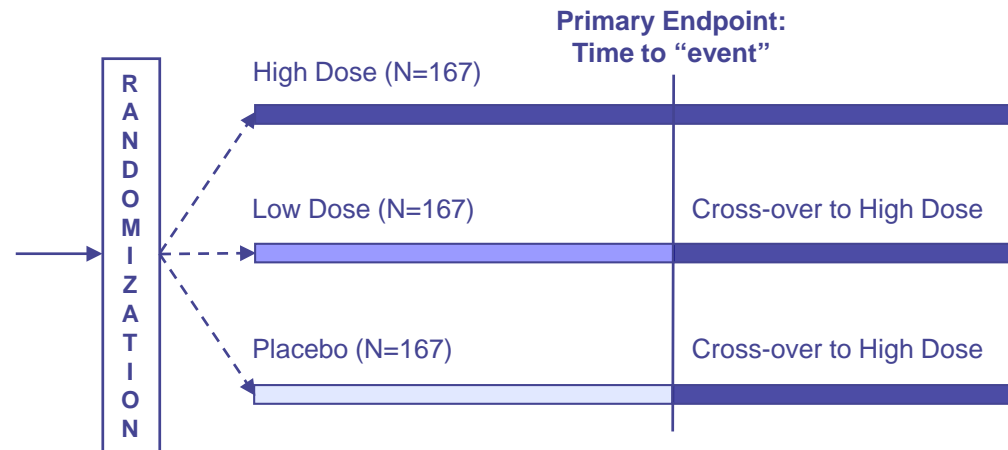 Primary Endpoint:
Time to “event”
R
A
N
D
O
M
I
Z
A
T
I
O
N
High Dose (N=167)
Low Dose (N=167)
Cross-over to High Dose
Placebo (N=167)
Cross-over to High Dose